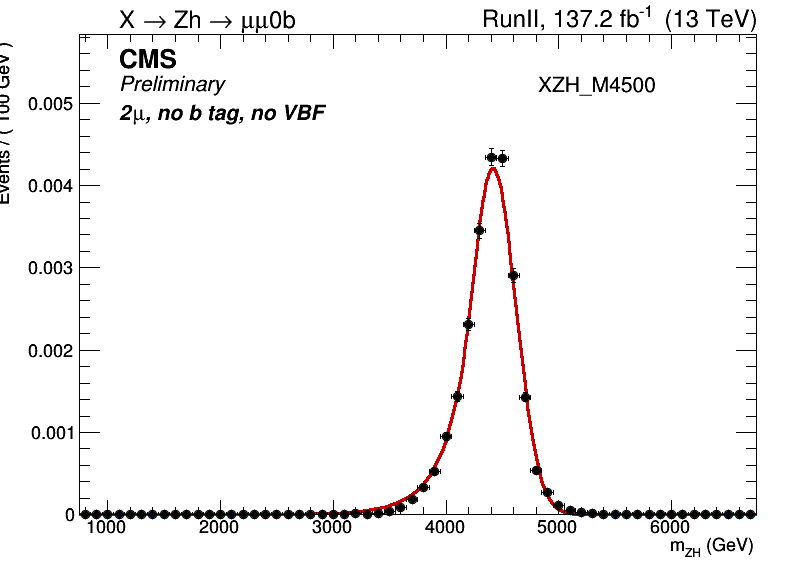 X → Zh → μμ0b
RunII, 137.2 fb⁻¹ (13 TeV)
CMS
Preliminary
2μ, no b tag, no VBF
XZH_M4500
Events / ( 100 GeV )
0.005
0.004
0.003
0.002
0.001
0
1000 2000 3000 4000 5000 6000
m_ZH (GeV)